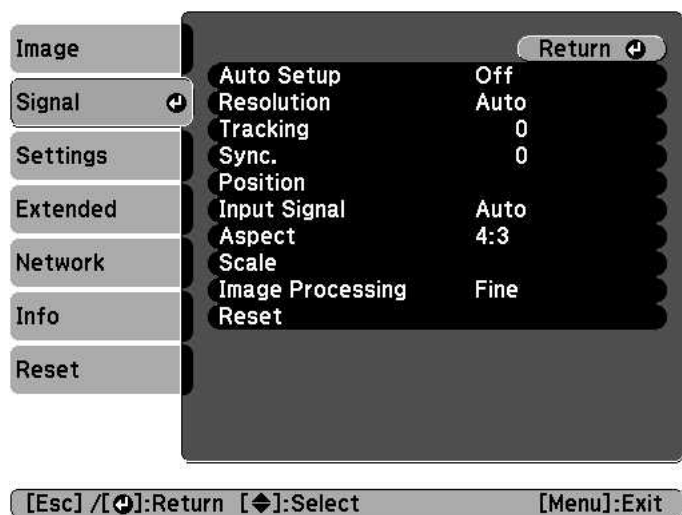 Image
Signal
Settings
Extended
Network
Info
Reset
Return
Auto Setup Off
Resolution Auto
Tracking 0
Sync. 0
Position
Input Signal Auto
Aspect 4:3
Scale
Image Processing Fine
Reset
[Esc] /[⏎]:Return [◆]:Select [Menu]:Exit